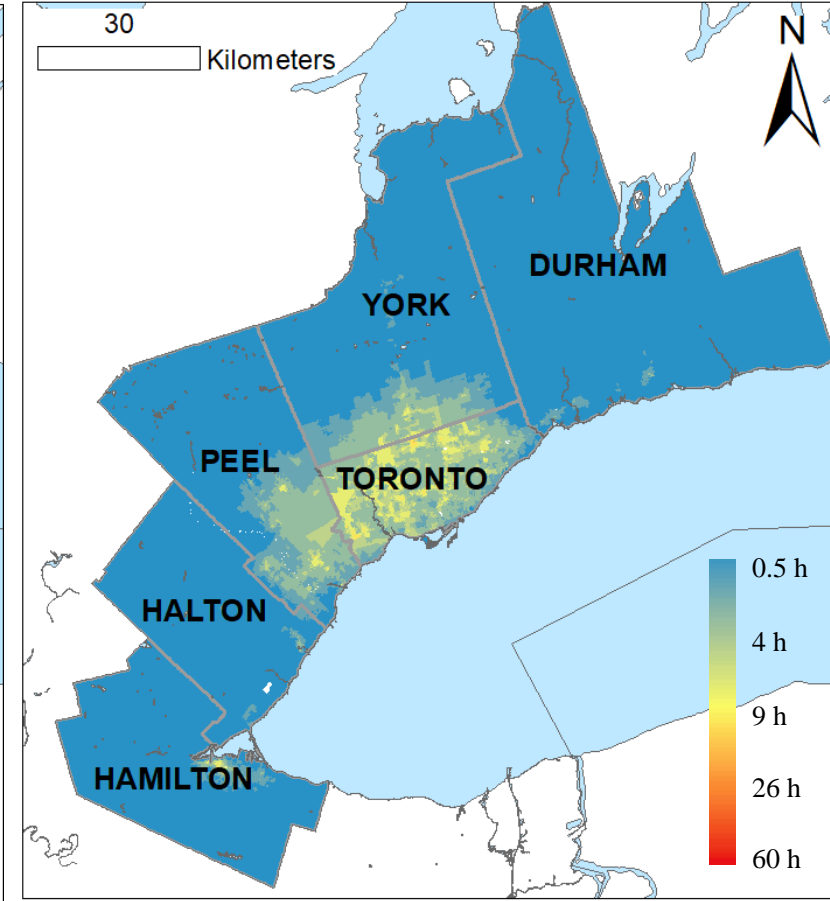 30
Kilometers
N
DURHAM
YORK
PEEL
TORONTO
HALTON
HAMILTON
0.5 h
4 h
9 h
26 h
60 h